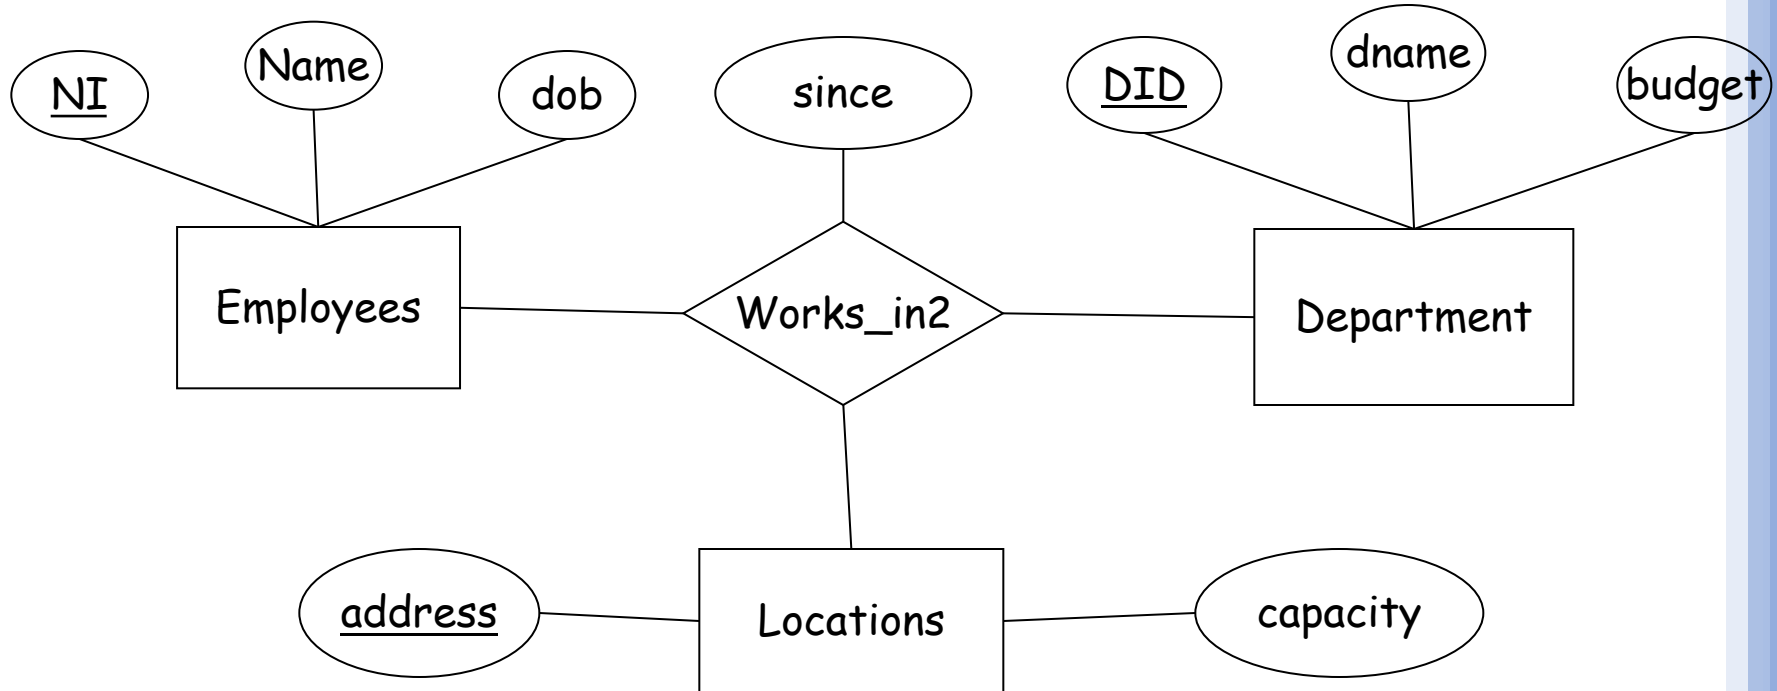 NI
Name
dob
since
DID
dname
budget
Employees
Works_in2
Department
address
Locations
capacity